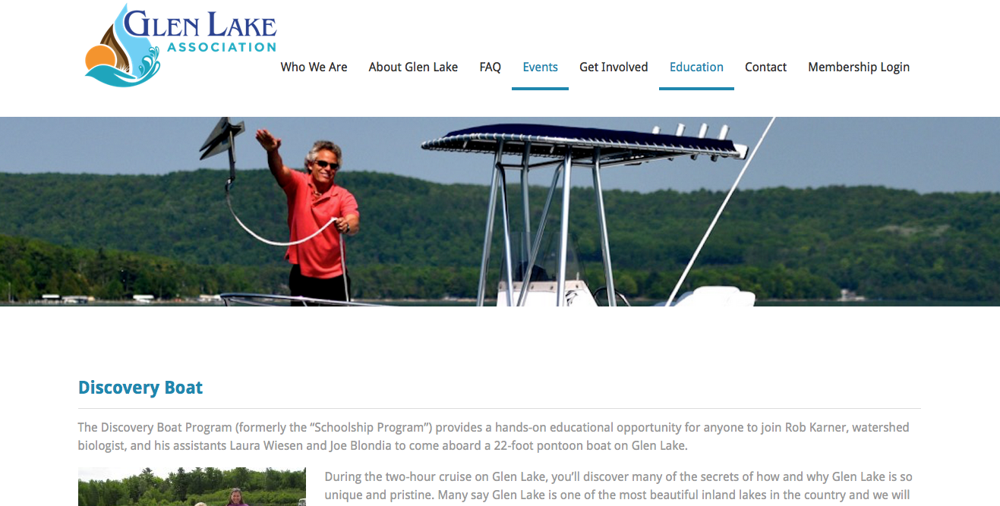 GLEN LAKE
ASSOCIATION
Who We Are About Glen Lake FAQ Events Get Involved Education Contact Membership Login
Discovery Boat
The Discovery Boat Program (formerly the “Schoolship Program”) provides a hands-on educational opportunity for anyone to join Rob Karner, watershed
biologist, and his assistants Laura Wiesen and Joe Blondia to come aboard a 22-foot pontoon boat on Glen Lake.
During the two-hour cruise on Glen Lake, you’ll discover many of the secrets of how and why Glen Lake is so
unique and pristine. Many say Glen Lake is one of the most beautiful inland lakes in the country and we will